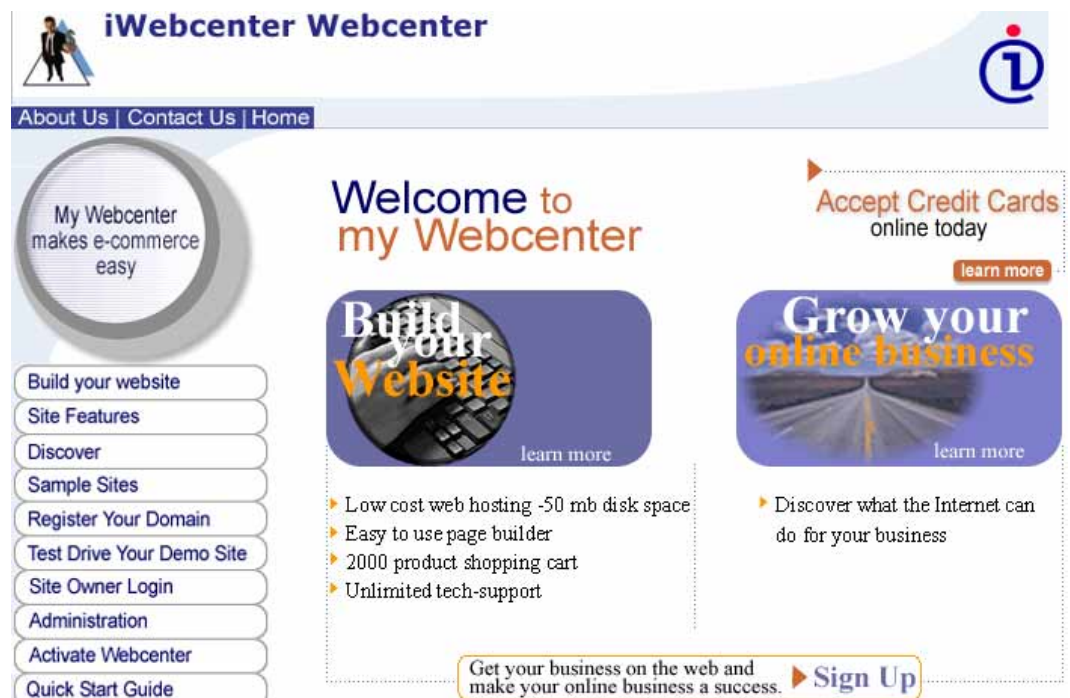 iWebcenter Webcenter
About Us | Contact Us | Home
My Webcenter
makes e-commerce
easy
Build your website
Site Features
Discover
Sample Sites
Register Your Domain
Test Drive Your Demo Site
Site Owner Login
Administration
Activate Webcenter
Quick Start Guide
Welcome to
my Webcenter
Accept Credit Cards
online today
learn more
Build
your
Website
learn more
Low cost web hosting -50 mb disk space
Easy to use page builder
2000 product shopping cart
Unlimited tech-support
Grow your
online business
learn more
Discover what the Internet can
do for your business
Get your business on the web and
make your online business a success.
Sign Up